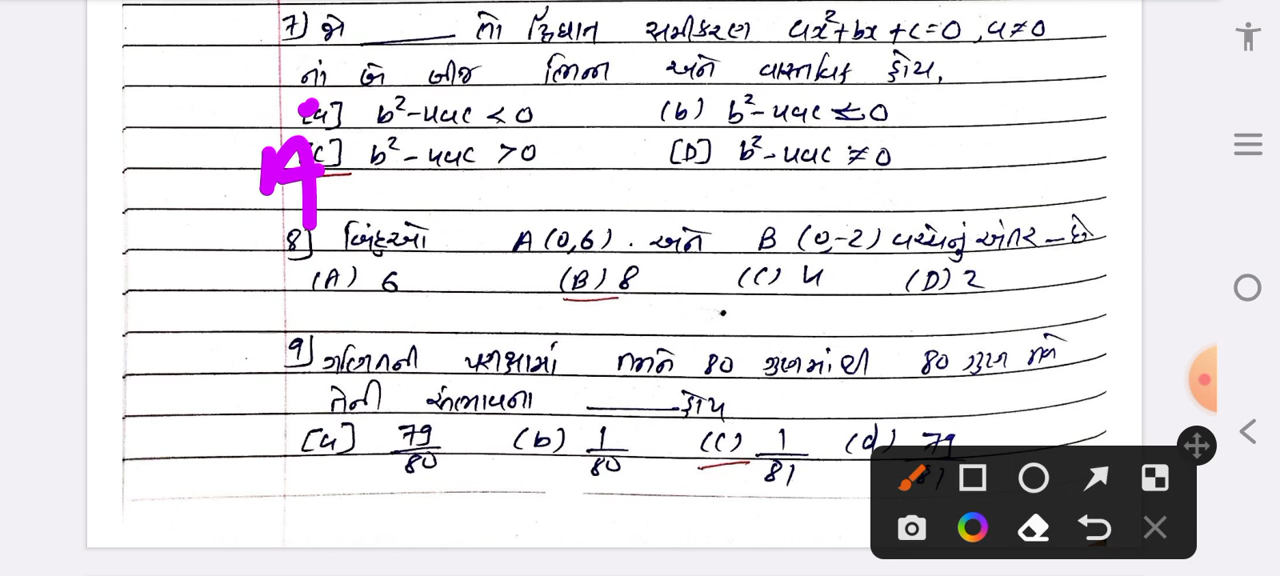 7) જો ______ તો દ્વિઘાત સમીકરણ ax²+bx+c=0, a≠0
નાં બે બીજ ભિન્ન અને વાસ્તવિક હોય.
[a] b²-4ac < 0 (b) b²-4ac ≤ 0
[C] b²-4ac > 0 [D] b²-4ac ≠ 0
8] બિંદુઓ A (0,6) . અને B (0,-2) વચ્ચેનું અંતર - છે
(A) 6 (B) 8 (C) 4 (D) 2
9] ગણિતની પરીક્ષામાં તમને 80 ગુણમાંથી 80 ગુણ મળે
તેની સંભાવના ______ હોય
[a] 79/80 (b) 1/80 (C) 1/81 (d) 79/81